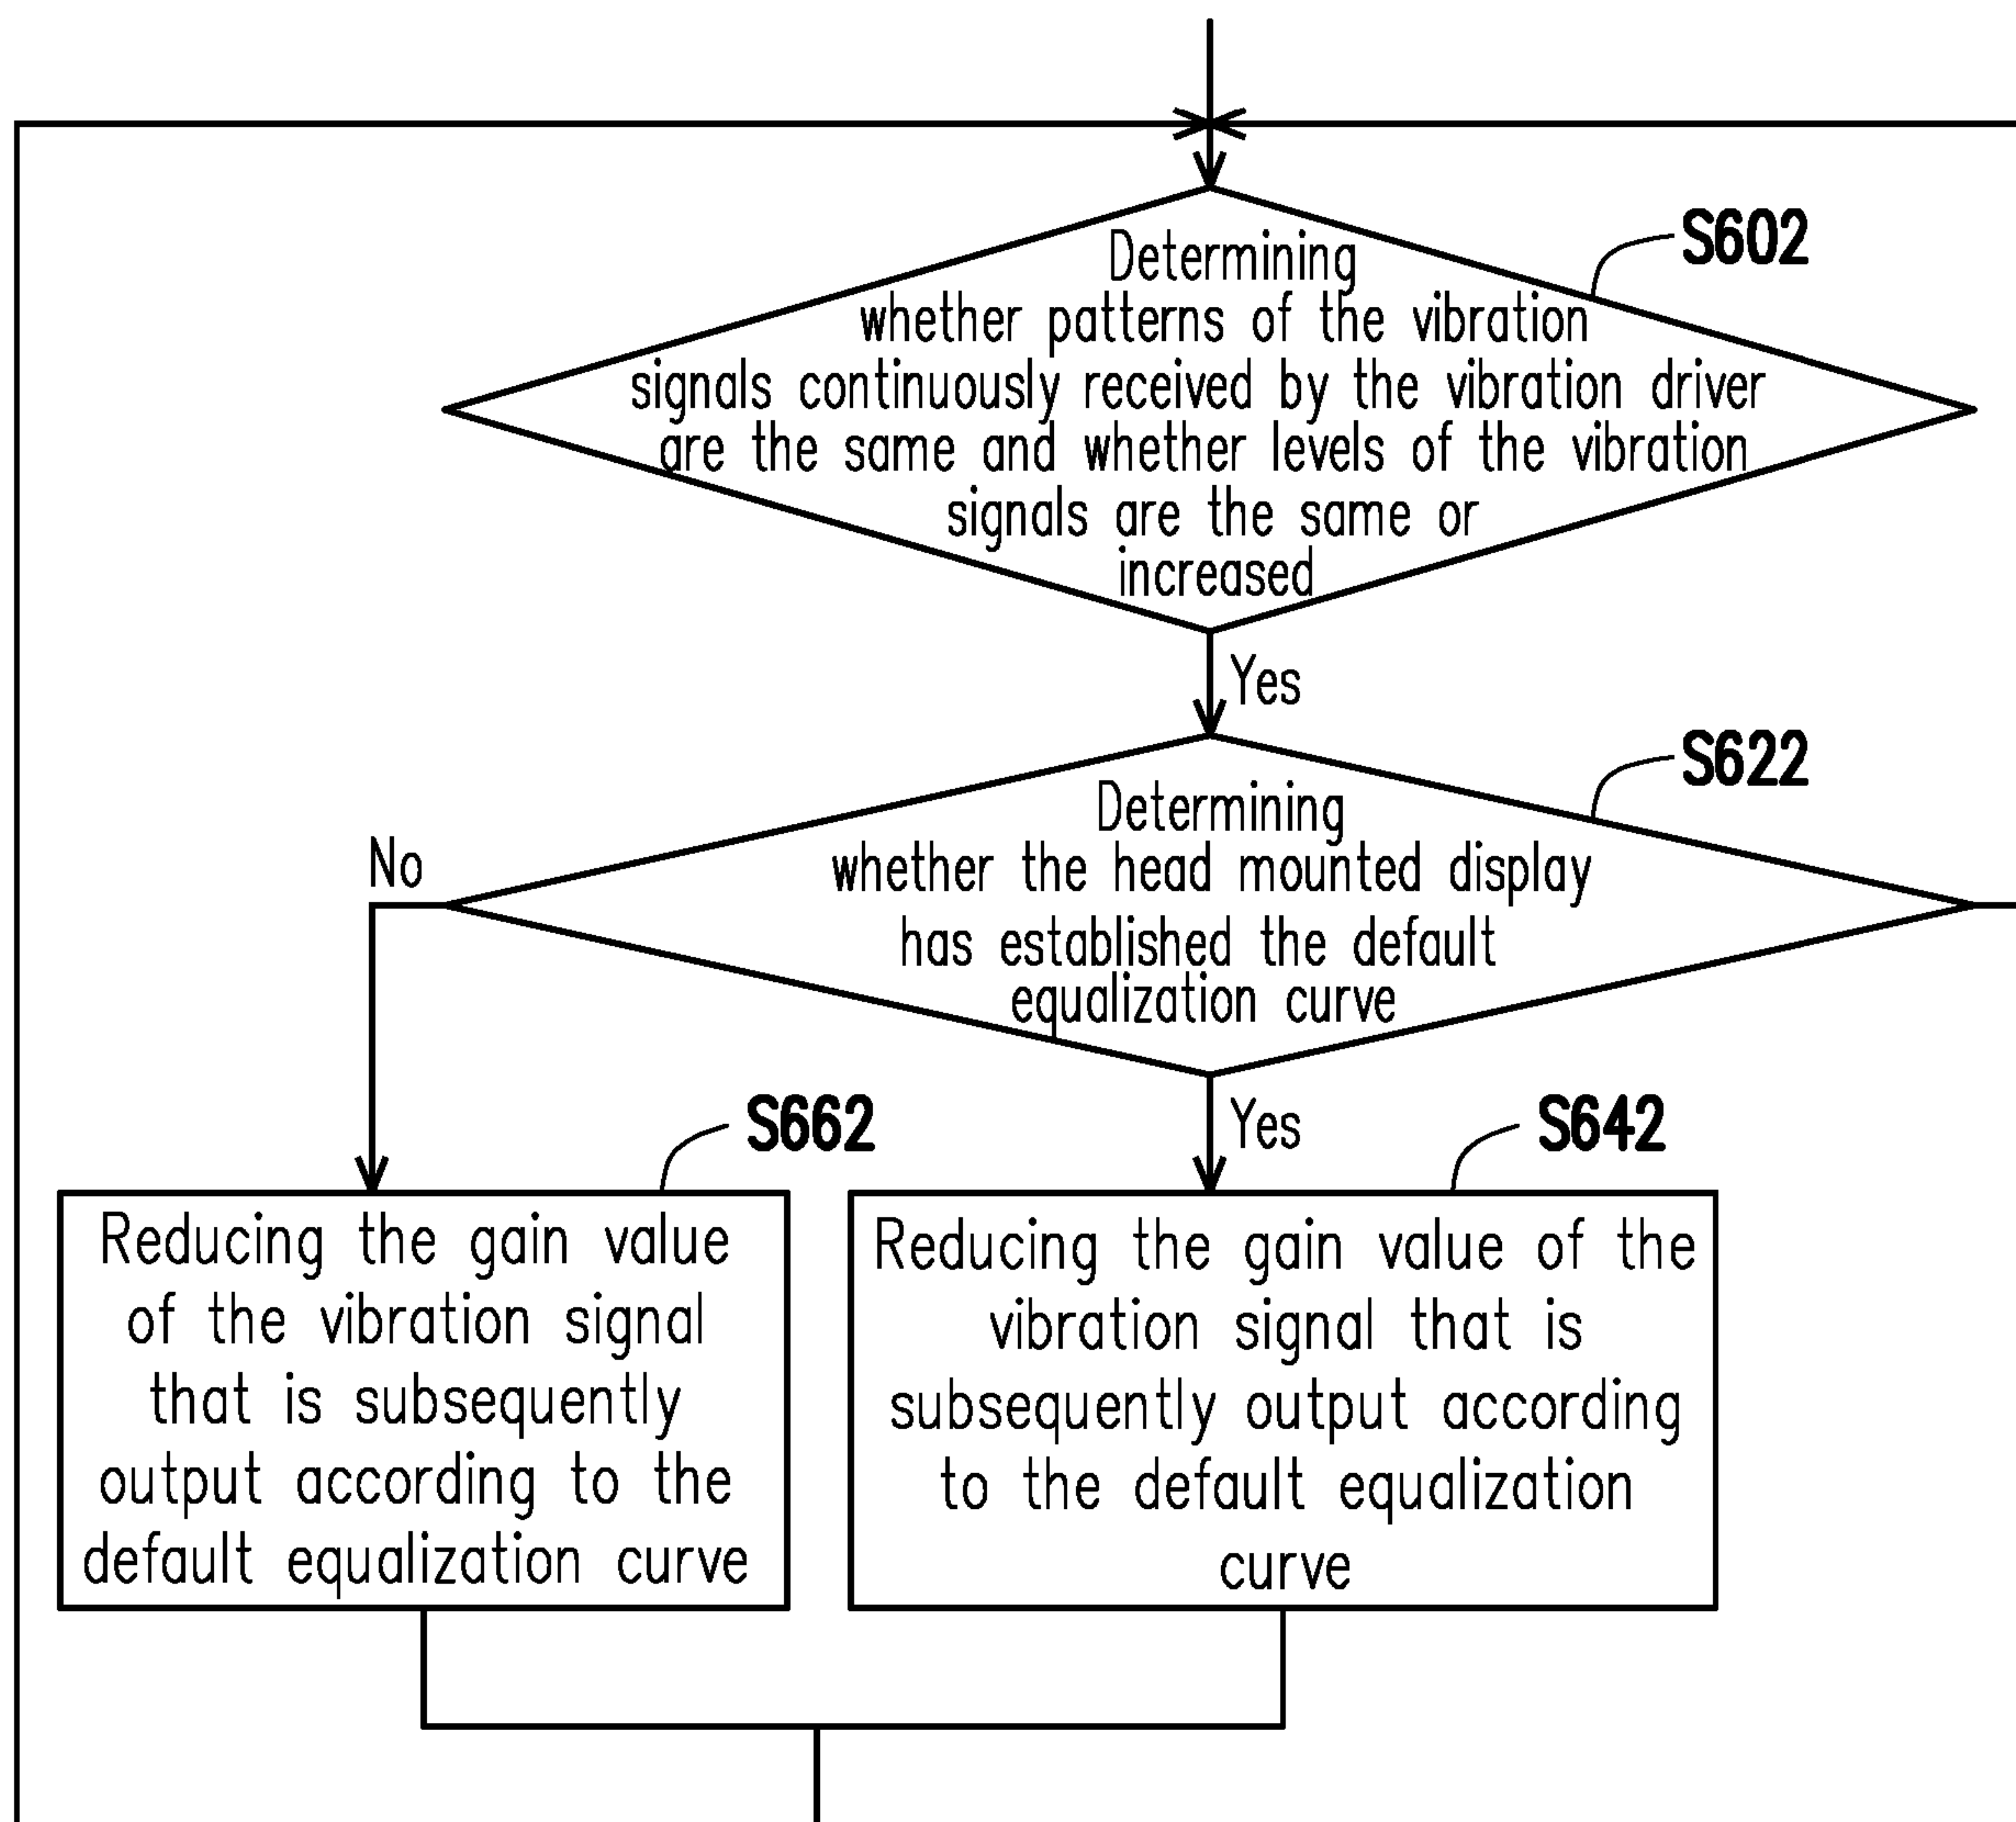 S602
Determining
whether patterns of the vibration
signals continuously received by the vibration driver
are the same and whether levels of the vibration
signals are the same or
increased
Yes
S622
Determining
whether the head mounted display
has established the default
equalization curve
No
Yes
S662
Reducing the gain value
of the vibration signal
that is subsequently
output according to the
default equalization curve
S642
Reducing the gain value of the
vibration signal that is
subsequently output according
to the default equalization
curve